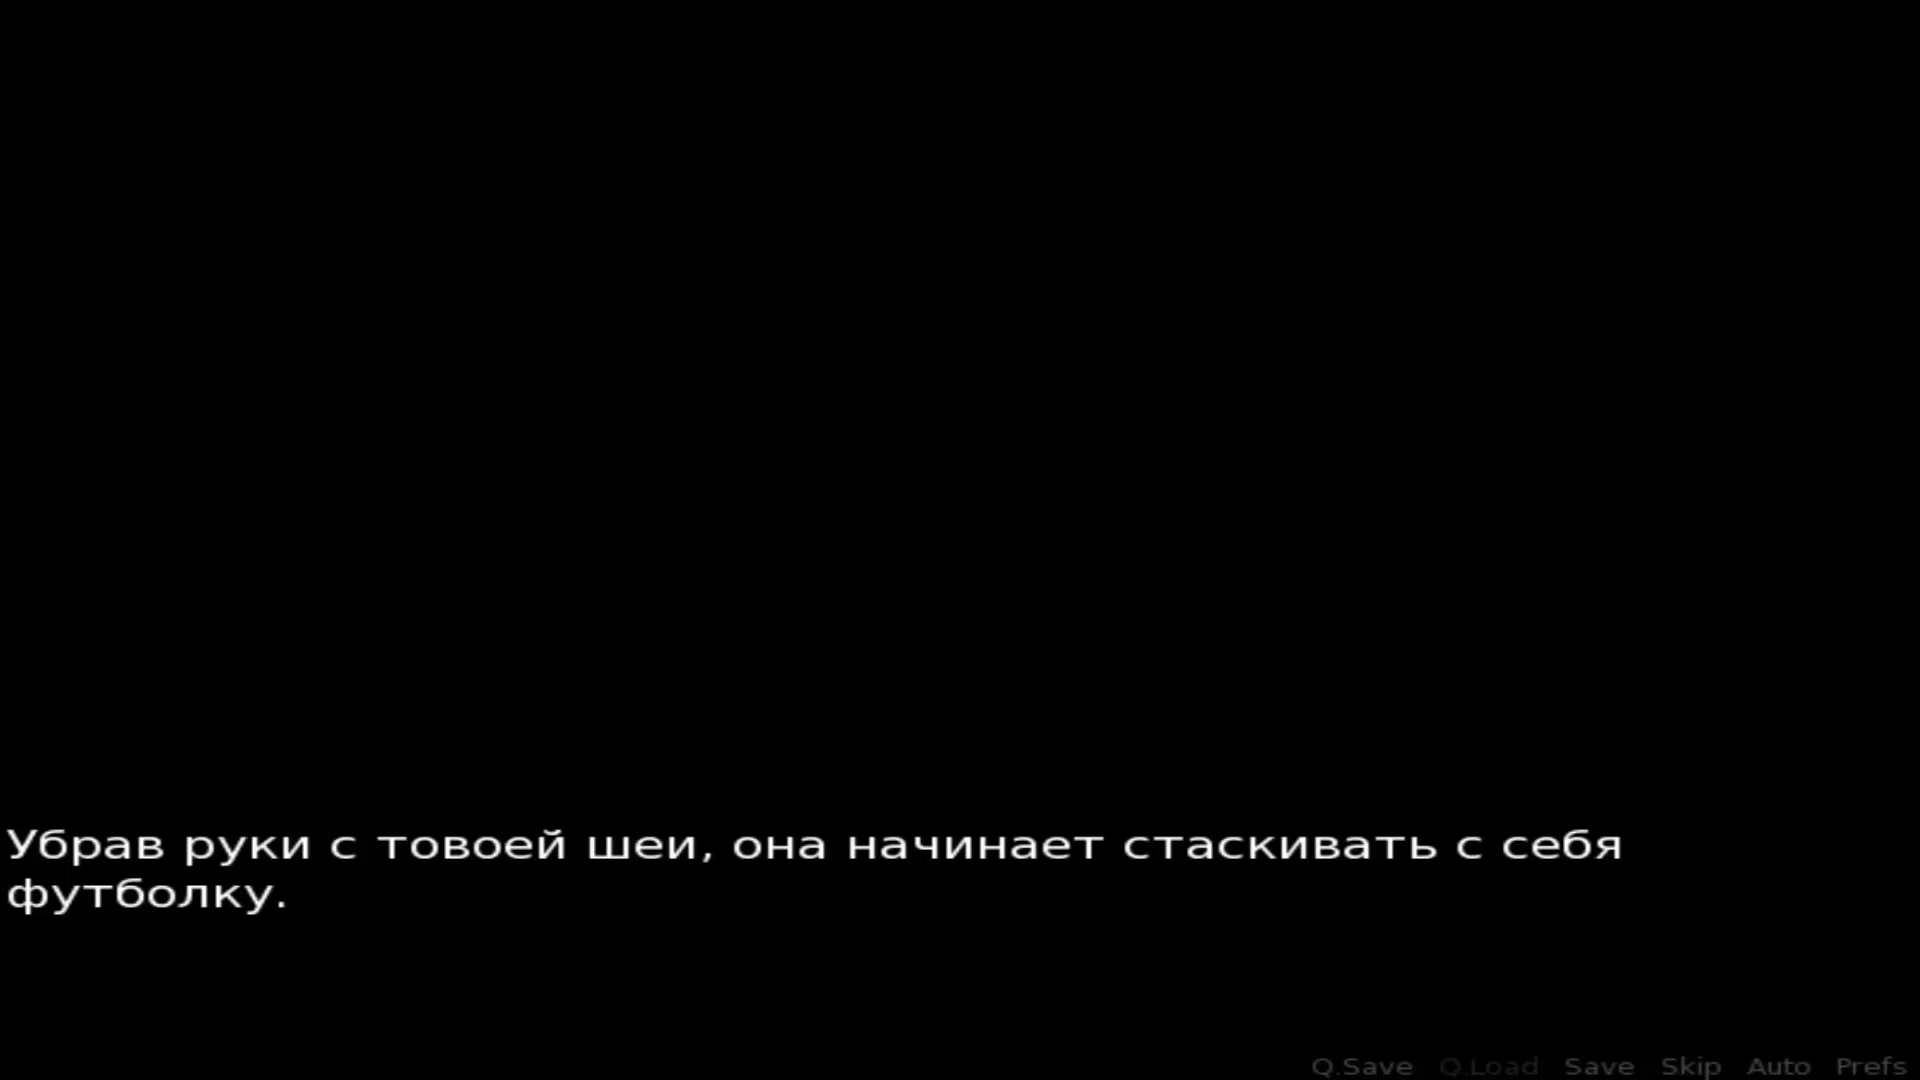 Убрав руки с товоей шеи, она начинает стаскивать с себя
футболку.
Q.Save Q.Load Save Skip Auto Prefs